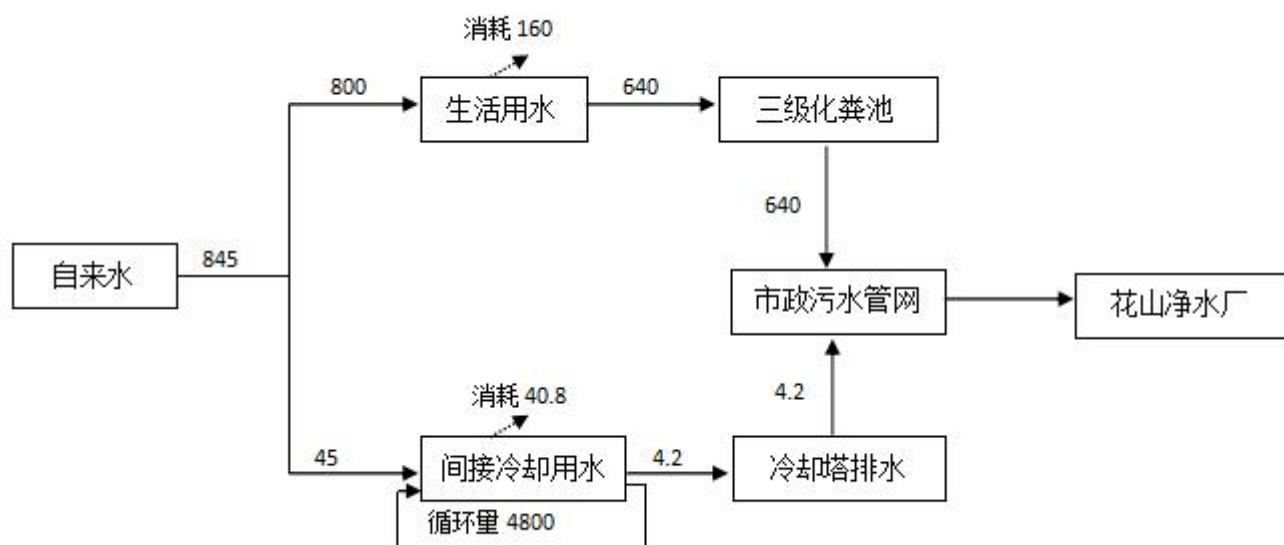 消耗 160
800
生活用水
640
三级化粪池
640
自来水
845
市政污水管网
花山净水厂
消耗 40.8
4.2
45
间接冷却用水
4.2
冷却塔排水
循环量 4800